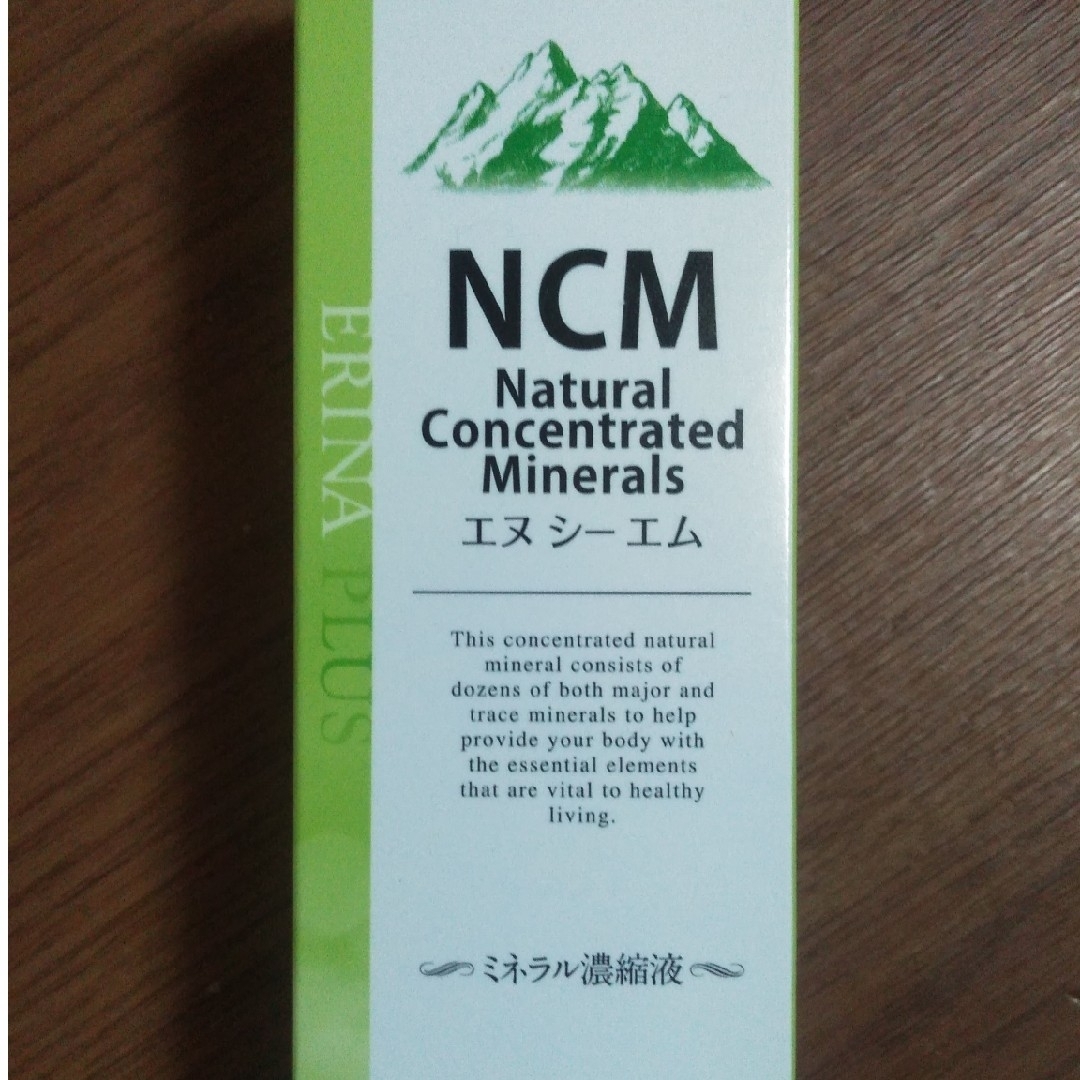 ERINA PLUS
NCM
Natural
Concentrated
Minerals
エヌ シー エム
This concentrated natural
mineral consists of
dozens of both major and
trace minerals to help
provide your body with
the essential elements
that are vital to healthy
living.
ミネラル濃縮液